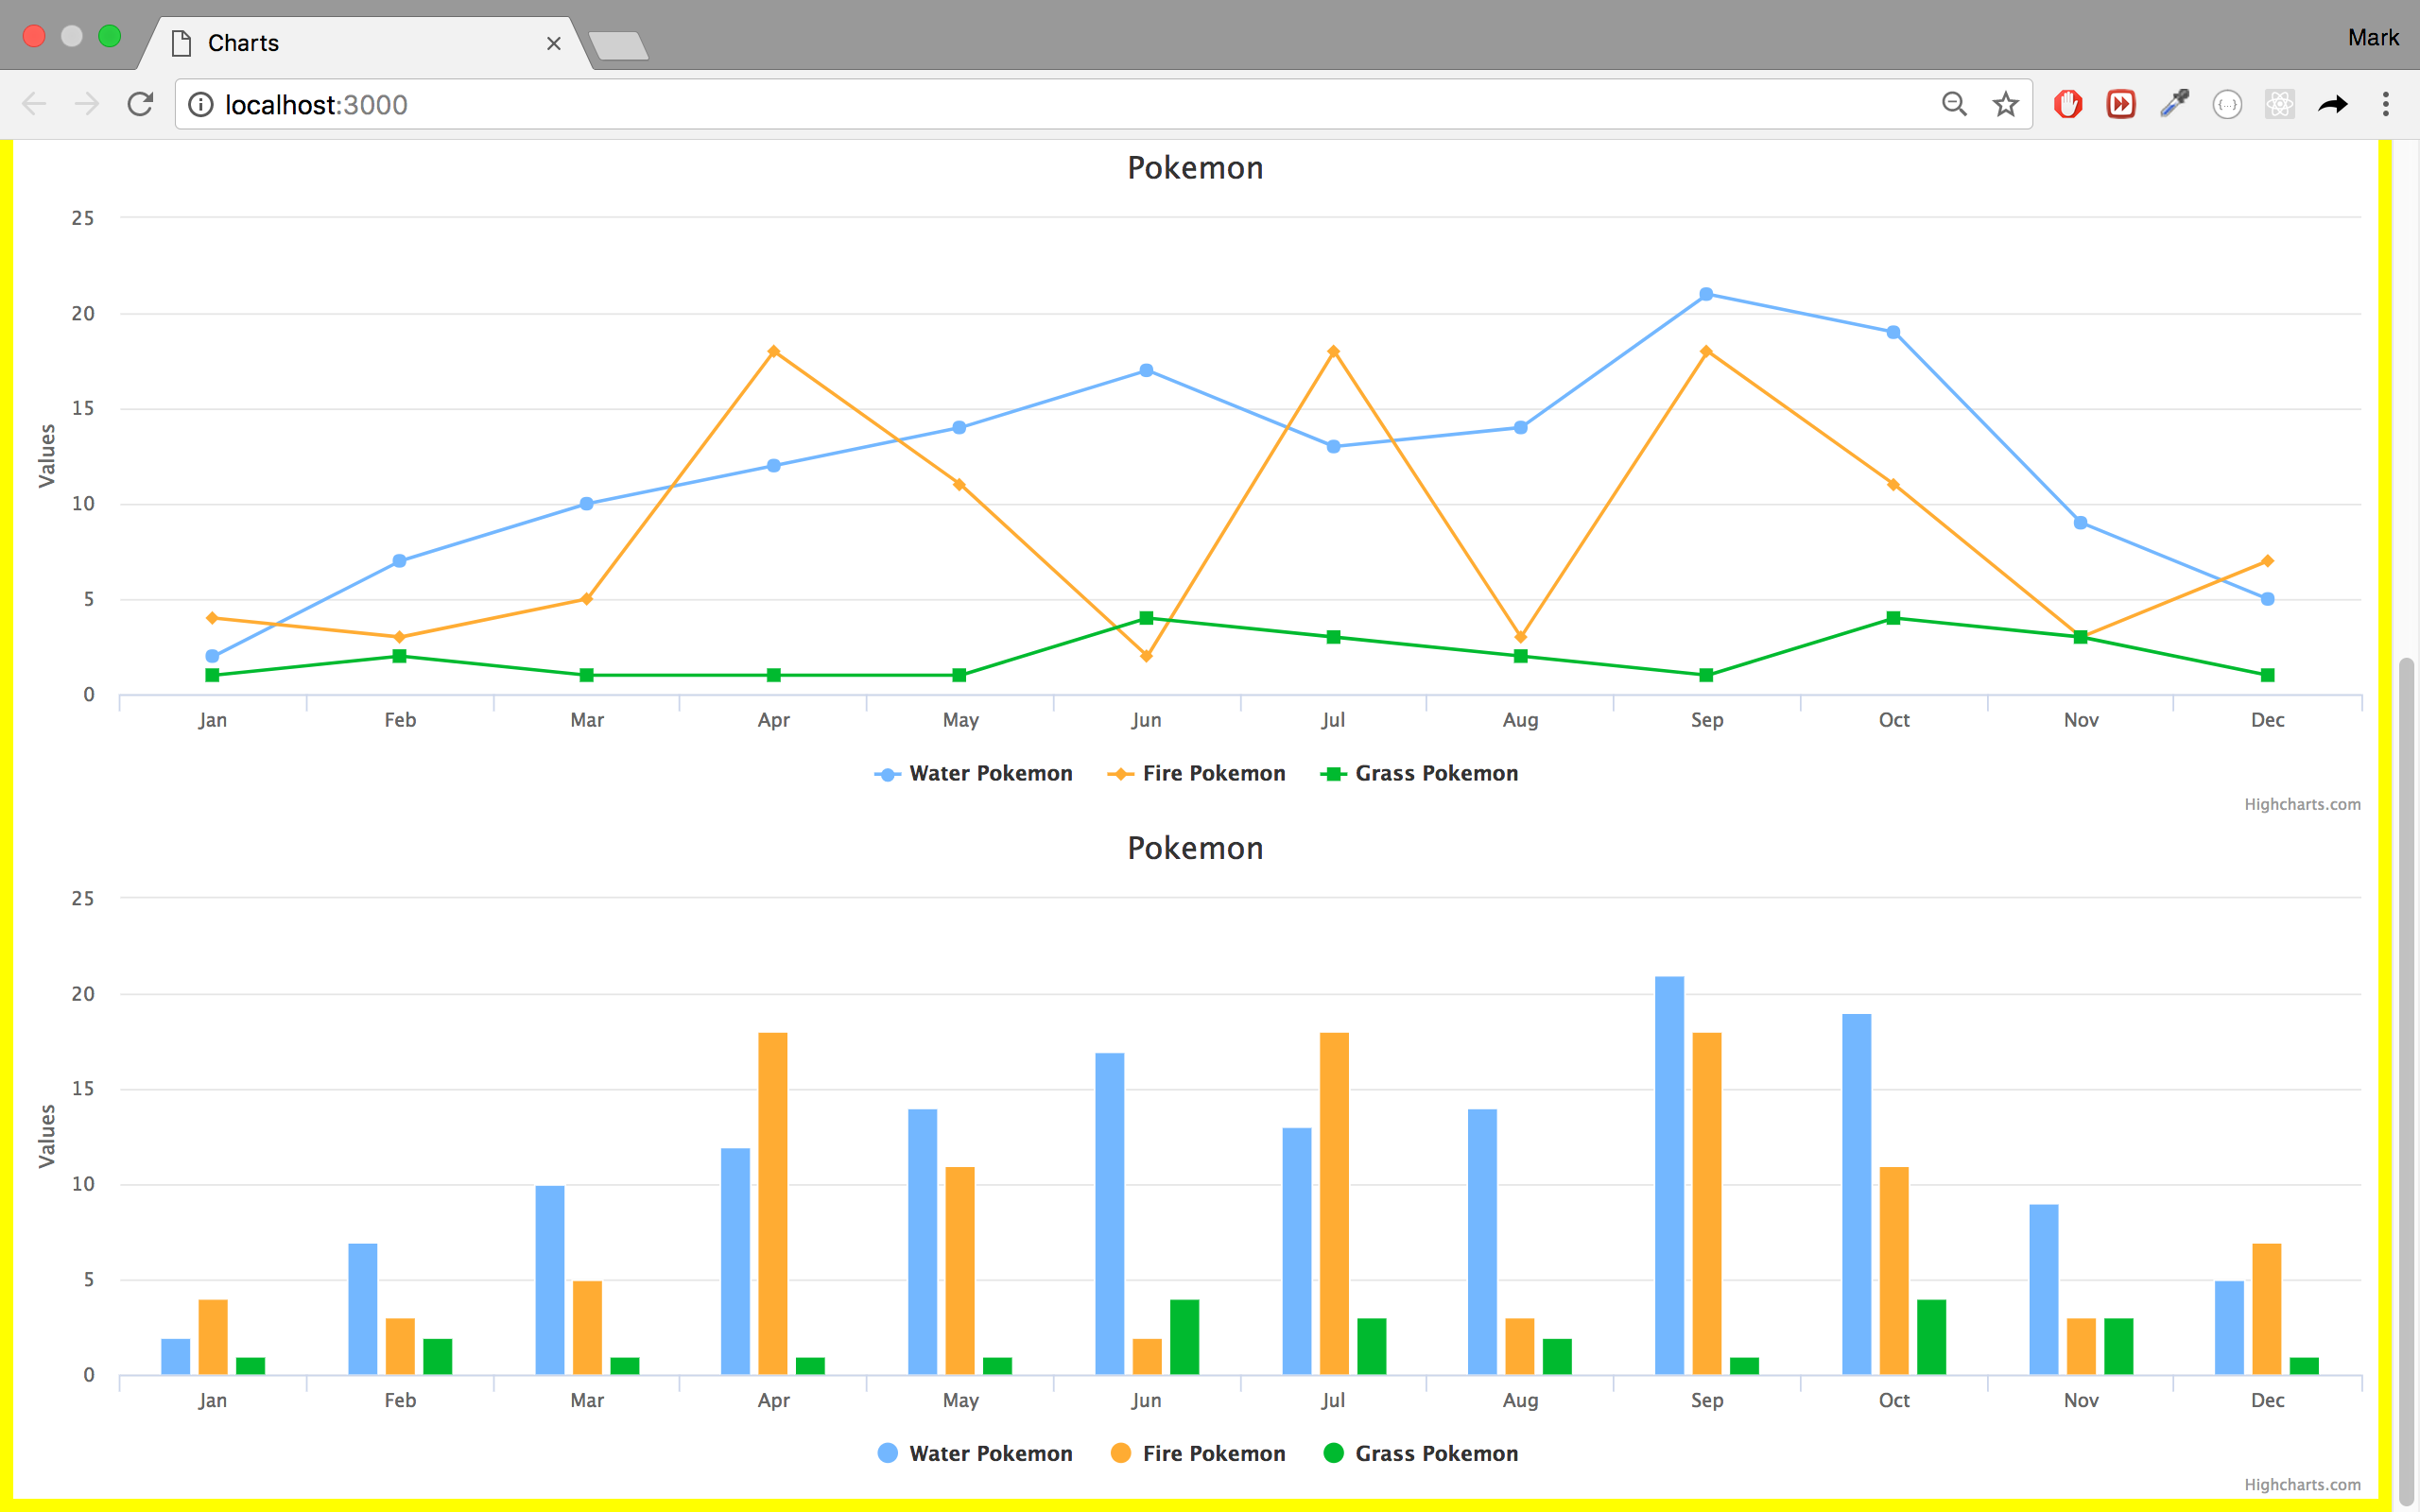 Charts
Mark
localhost:3000
Pokemon
25
20
15
10
5
0
Values
Jan Feb Mar Apr May Jun Jul Aug Sep Oct Nov Dec
Water Pokemon Fire Pokemon Grass Pokemon
Highcharts.com
Pokemon
25
20
15
10
5
0
Values
Jan Feb Mar Apr May Jun Jul Aug Sep Oct Nov Dec
Water Pokemon Fire Pokemon Grass Pokemon
Highcharts.com